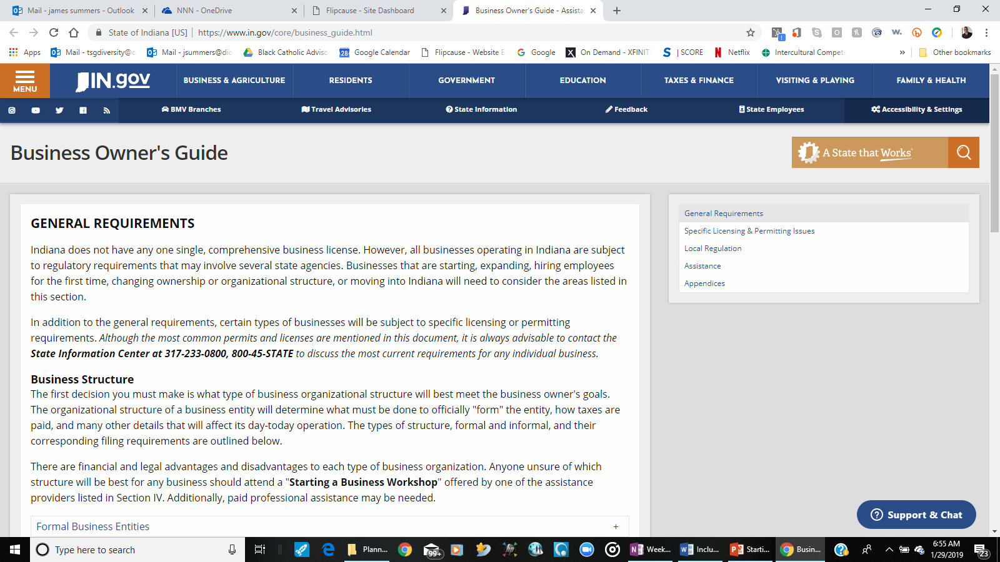 Mail - james summers - Outlook
NNN - OneDrive
Flipcause - Site Dashboard
Business Owner's Guide - Assista
State of Indiana [US]
https://www.in.gov/core/business_guide.html
Apps
Mail - tsgdiversity@o
Mail - jsummers@dio
Black Catholic Adviso
28
Google Calendar
Flipcause - Website E
Google
On Demand - XFINIT
| SCORE
Netflix
Intercultural Compete
»
Other bookmarks
MENU
IN.gov
BUSINESS & AGRICULTURE
RESIDENTS
GOVERNMENT
EDUCATION
TAXES & FINANCE
VISITING & PLAYING
FAMILY & HEALTH
BMV Branches
Travel Advisories
State Information
Feedback
State Employees
Accessibility & Settings
Business Owner's Guide
A State that Works
GENERAL REQUIREMENTS
Indiana does not have any one single, comprehensive business license. However, all businesses operating in Indiana are subject
to regulatory requirements that may involve several state agencies. Businesses that are starting, expanding, hiring employees
for the first time, changing ownership or organizational structure, or moving into Indiana will need to consider the areas listed in
this section.
In addition to the general requirements, certain types of businesses will be subject to specific licensing or permitting
requirements. Although the most common permits and licenses are mentioned in this document, it is always advisable to contact the
State Information Center at 317-233-0800, 800-45-STATE to discuss the most current requirements for any individual business.
Business Structure
The first decision you must make is what type of business organizational structure will best meet the business owner's goals.
The organizational structure of a business entity will determine what must be done to officially "form" the entity, how taxes are
paid, and many other details that will affect its day-today operation. The types of structure, formal and informal, and their
corresponding filing requirements are outlined below.
There are financial and legal advantages and disadvantages to each type of business organization. Anyone unsure of which
structure will be best for any business should attend a "Starting a Business Workshop" offered by one of the assistance
providers listed in Section IV. Additionally, paid professional assistance may be needed.
Formal Business Entities
+
General Requirements
Specific Licensing & Permitting Issues
Local Regulation
Assistance
Appendices
Support & Chat
Type here to search
Plann...
99+
Week...
Inclu...
Starti...
Busin...
6:55 AM
1/29/2019
23